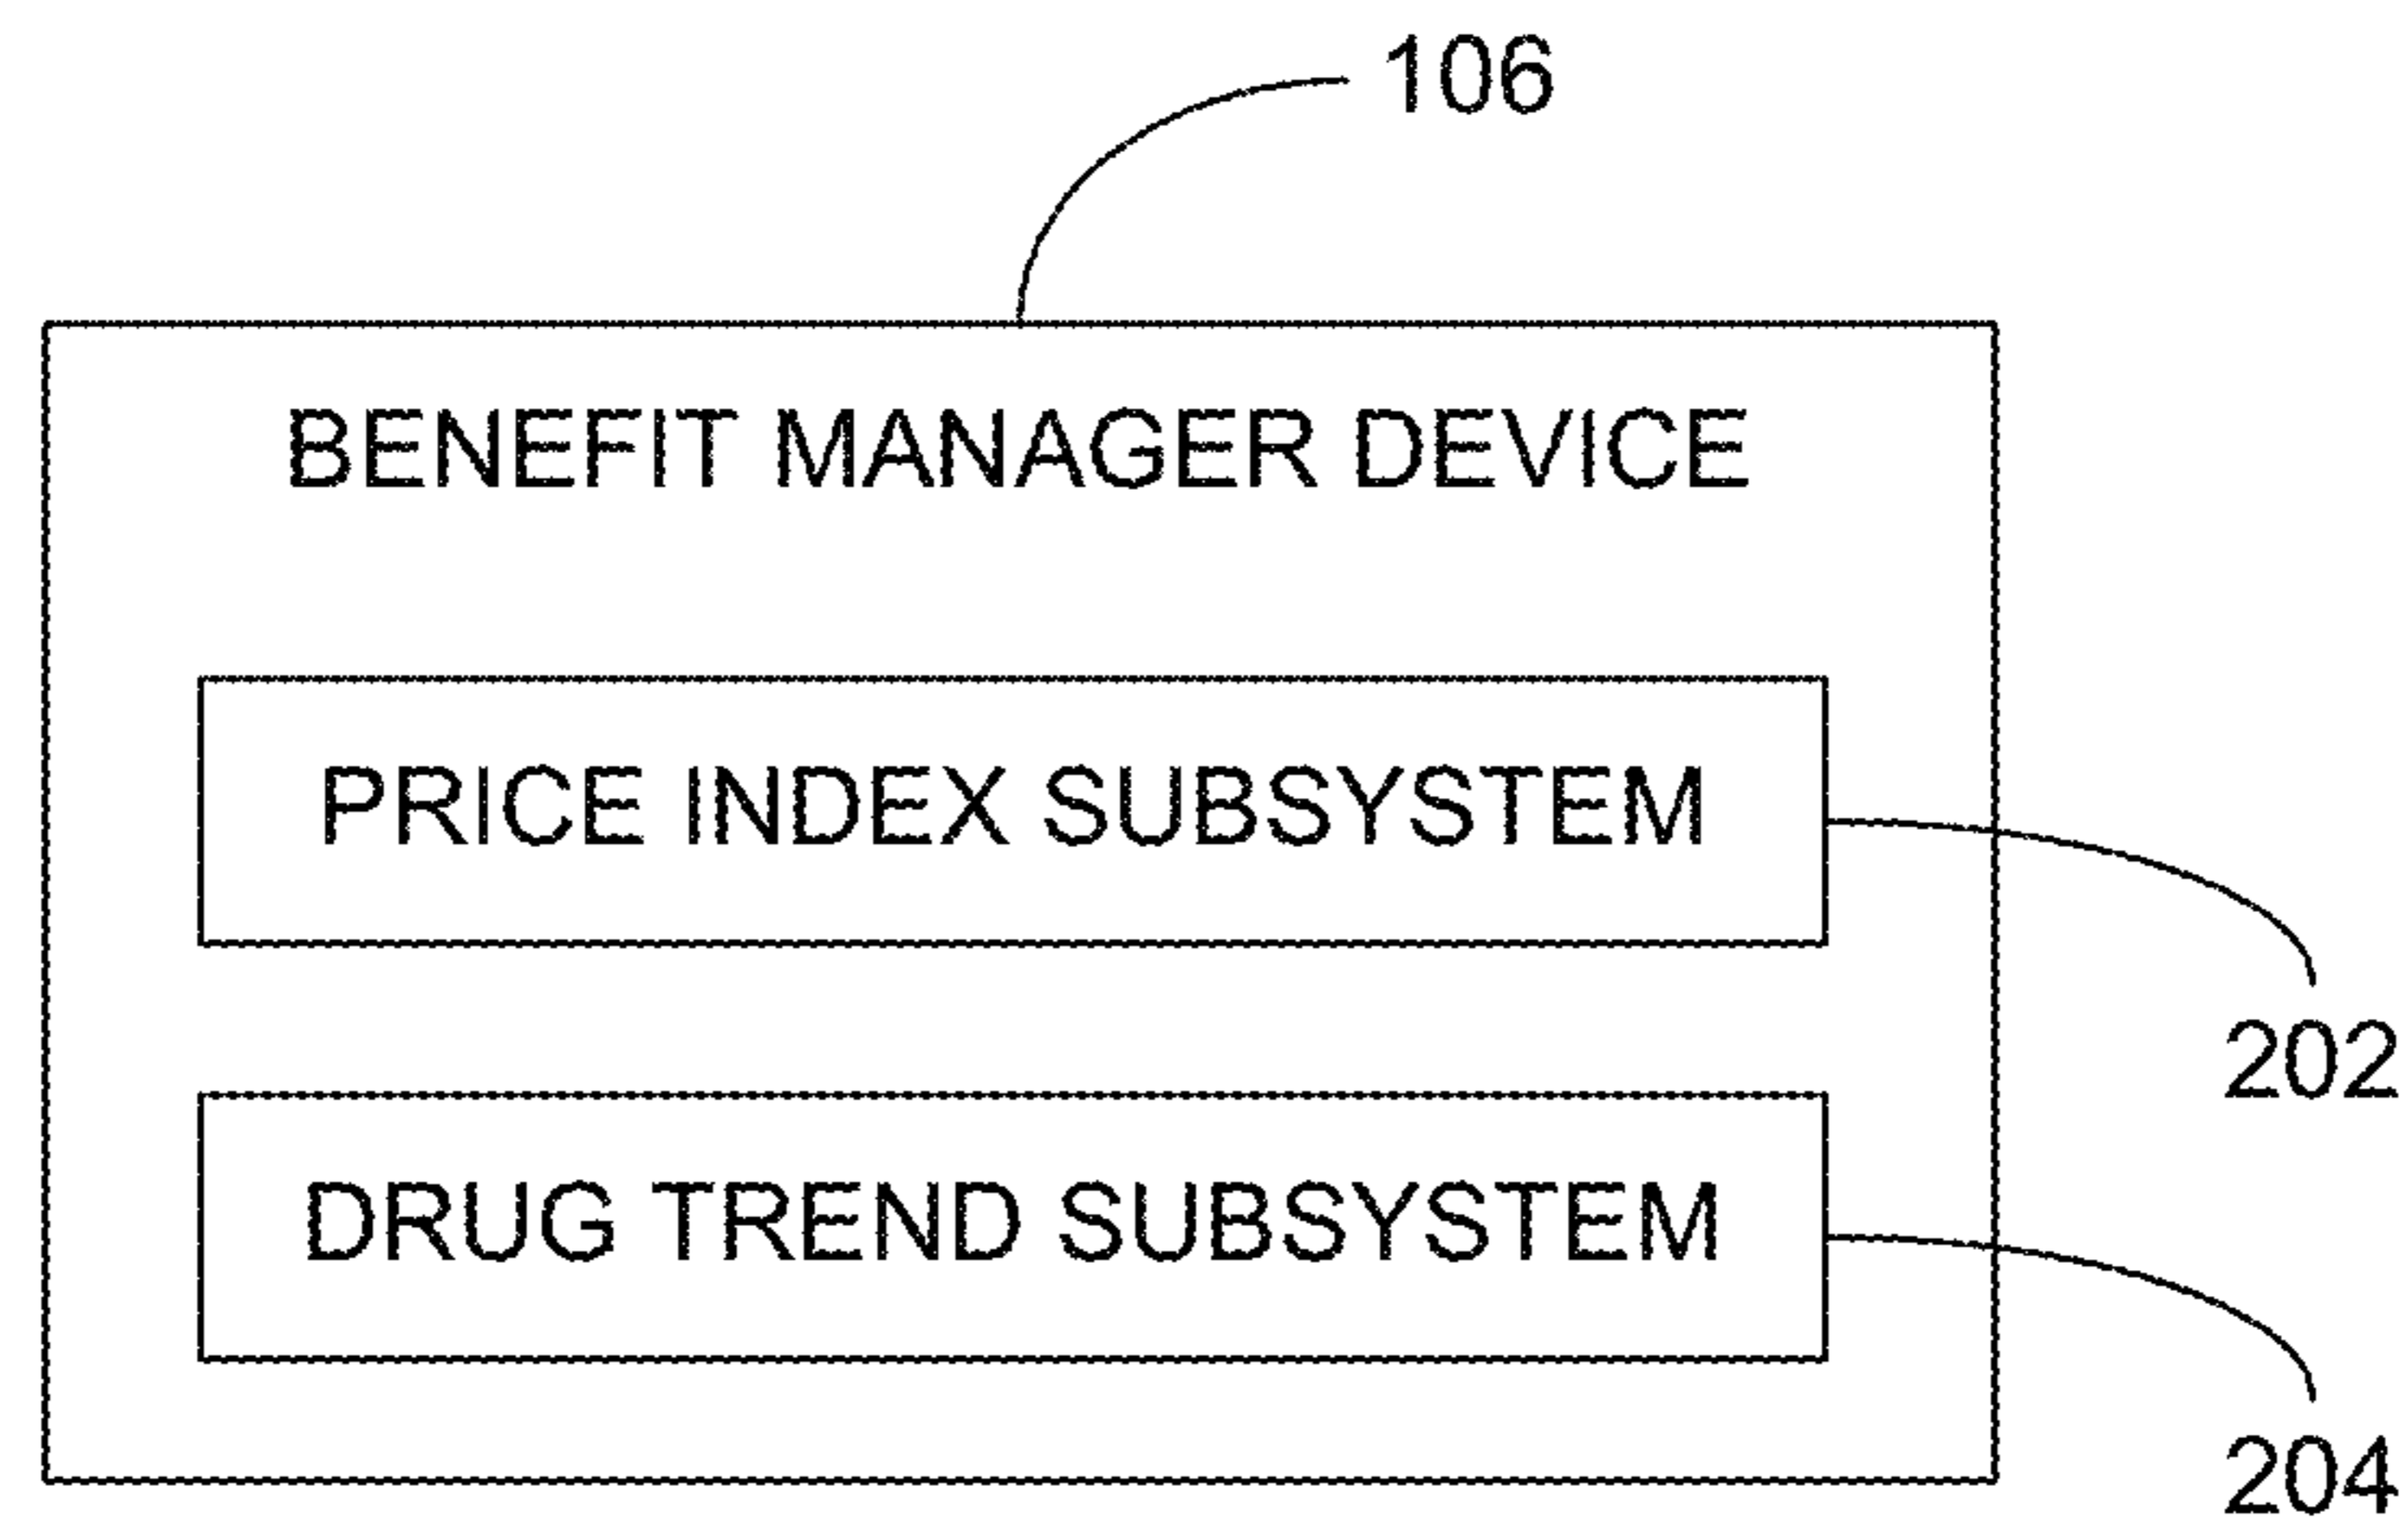 106
BENEFIT MANAGER DEVICE
PRICE INDEX SUBSYSTEM
202
DRUG TREND SUBSYSTEM
204